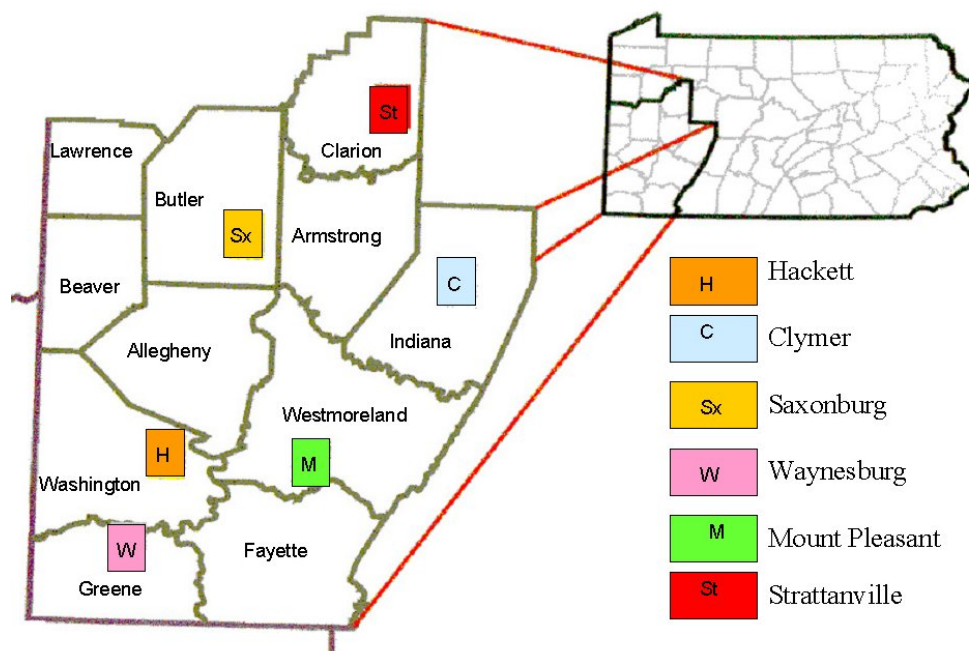 St
Clarion
Lawrence
Butler
Sx
Armstrong
Beaver
C
Allegheny
Indiana
Westmoreland
H
M
Washington
W
Fayette
Greene
H Hackett
C Clymer
Sx Saxonburg
W Waynesburg
M Mount Pleasant
St Strattanville